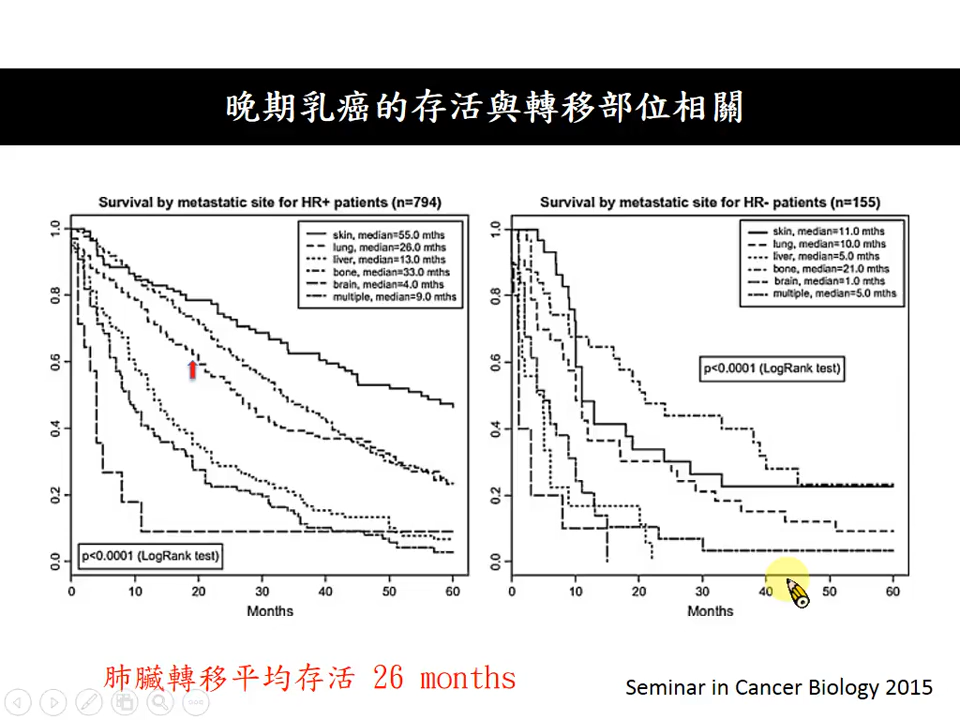 晚期乳癌的存活與轉移部位相關
Survival by metastatic site for HR+ patients (n=794)
1.0
0.8
0.6
0.4
0.2
0.0
skin, median=55.0 mths
lung, median=26.0 mths
liver, median=13.0 mths
bone, median=33.0 mths
brain, median=4.0 mths
multiple, median=9.0 mths
p<0.0001 (LogRank test)
0 10 20 30 40 50 60
Months
Survival by metastatic site for HR- patients (n=155)
1.0
0.8
0.6
0.4
0.2
0.0
skin, median=11.0 mths
lung, median=10.0 mths
liver, median=5.0 mths
bone, median=21.0 mths
brain, median=1.0 mths
multiple, median=5.0 mths
p<0.0001 (LogRank test)
0 10 20 30 40 50 60
Months
肺臟轉移平均存活 26 months
Seminar in Cancer Biology 2015